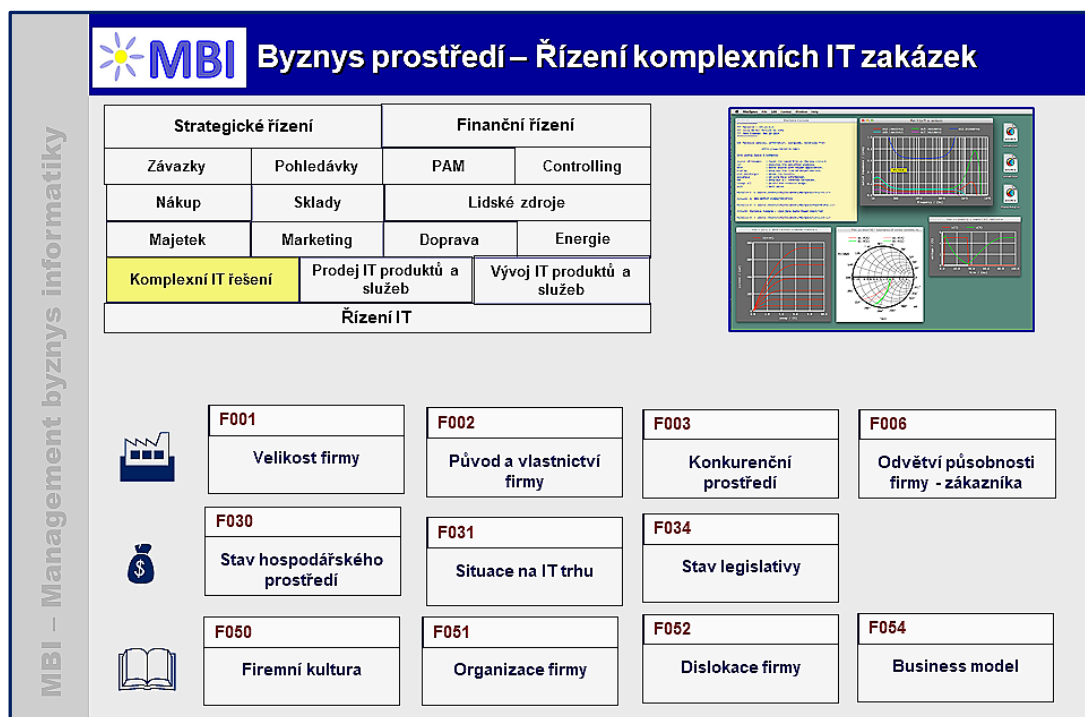 MBI
Byznys prostředí – Řízení komplexních IT zakázek
MBI – Management byznys informatiky
Strategické řízení
Finanční řízení
Závazky
Pohledávky
PAM
Controlling
Nákup
Sklady
Lidské zdroje
Majetek
Marketing
Doprava
Energie
Komplexní IT řešení
Prodej IT produktů a
služeb
Vývoj IT produktů a
služeb
Řízení IT
F001
Velikost firmy
F002
Původ a vlastnictví
firmy
F003
Konkurenční
prostředí
F006
Odvětví působnosti
firmy - zákazníka
F030
Stav hospodářského
prostředí
F031
Situace na IT trhu
F034
Stav legislativy
F050
Firemní kultura
F051
Organizace firmy
F052
Dislokace firmy
F054
Business model